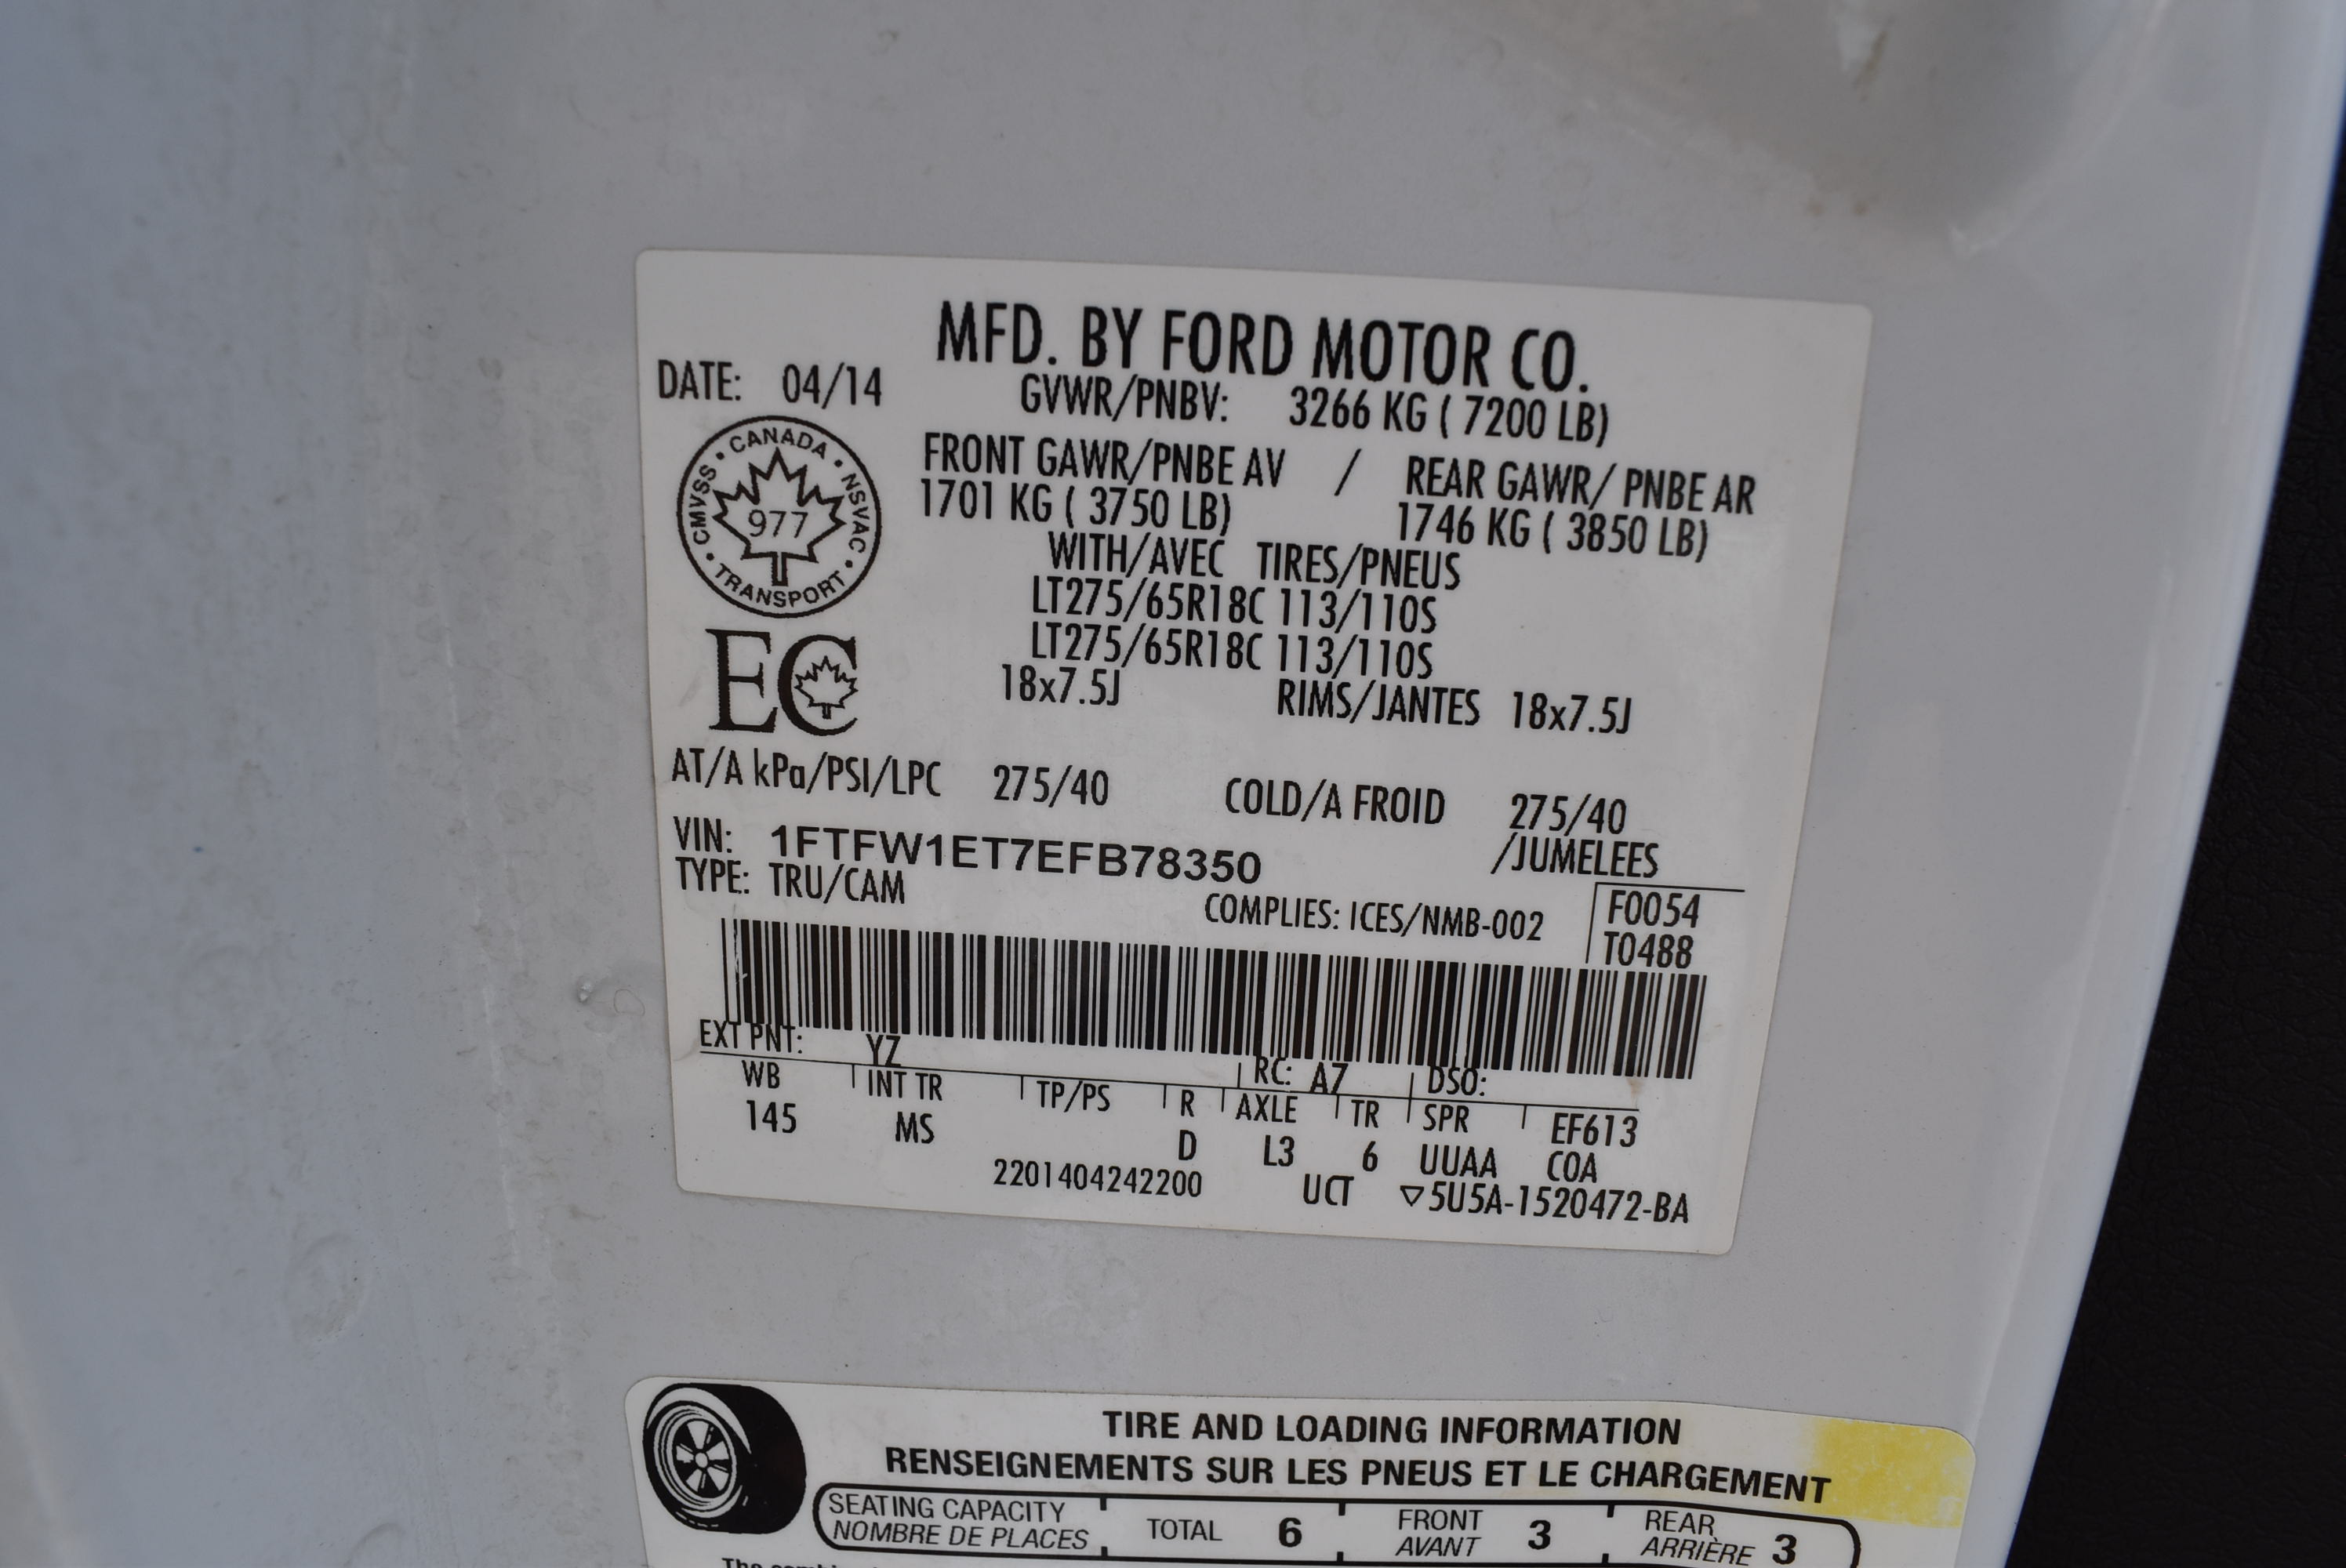 MFD. BY FORD MOTOR CO.
DATE: 04/14
GVWR/PNBV: 3266 KG ( 7200 LB)
CANADA • NSVAC • TRANSPORT • CMVSS •
977
FRONT GAWR/PNBE AV / REAR GAWR/ PNBE AR
1701 KG ( 3750 LB) 1746 KG ( 3850 LB)
WITH/AVEC TIRES/PNEUS
LT275/65R18C 113/110S
LT275/65R18C 113/110S
EC
18x7.5J RIMS/JANTES 18x7.5J
AT/A kPa/PSI/LPC 275/40 COLD/A FROID 275/40
/JUMELEES
VIN: 1FTFW1ET7EFB78350
TYPE: TRU/CAM
COMPLIES: ICES/NMB-002
F0054
T0488
EXT PNT: YZ RC: A7 DSO:
WB INT TR TP/PS R AXLE TR SPR EF613
145 MS D L3 6 UUAA COA
2201404242200 UCT ▽5U5A-1520472-BA
TIRE AND LOADING INFORMATION
RENSEIGNEMENTS SUR LES PNEUS ET LE CHARGEMENT
SEATING CAPACITY
NOMBRE DE PLACES
TOTAL 6
FRONT
AVANT 3
REAR
ARRIÈRE 3